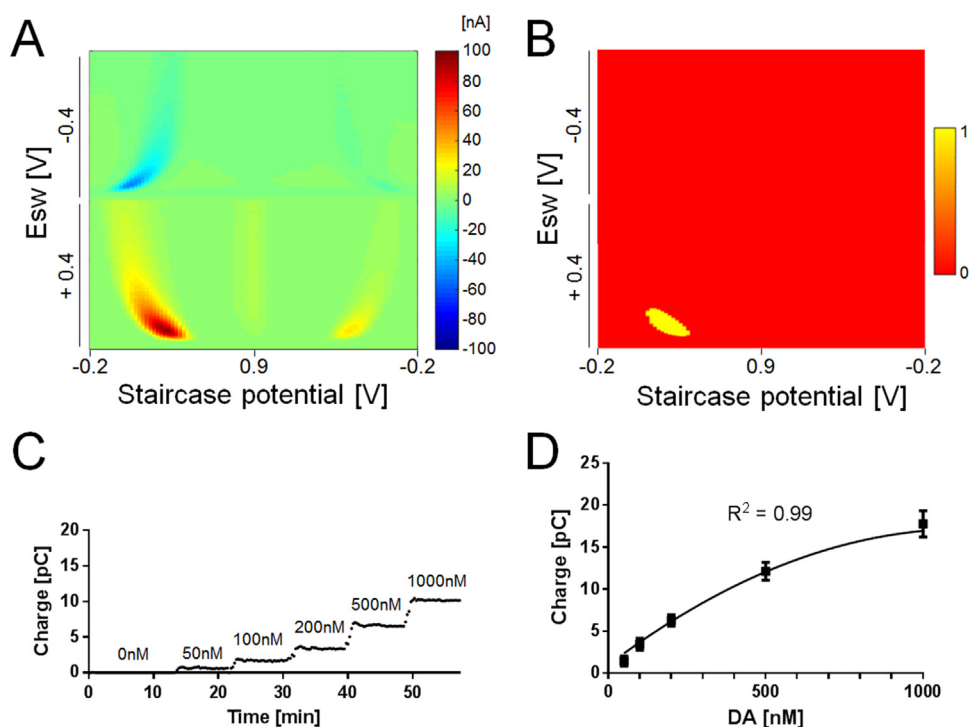 A
[nA]
100
80
60
40
20
0
-20
-40
-60
-80
-100
Esw [V]
-0.4
+ 0.4
-0.2
0.9
-0.2
Staircase potential [V]
B
Esw [V]
-0.4
+ 0.4
1
0
-0.2
0.9
-0.2
Staircase potential [V]
C
Charge [pC]
20
15
10
5
0
0nM
50nM
100nM
200nM
500nM
1000nM
0
10
20
30
40
50
Time [min]
D
Charge [pC]
25
20
15
10
5
0
R² = 0.99
0
500
1000
DA [nM]